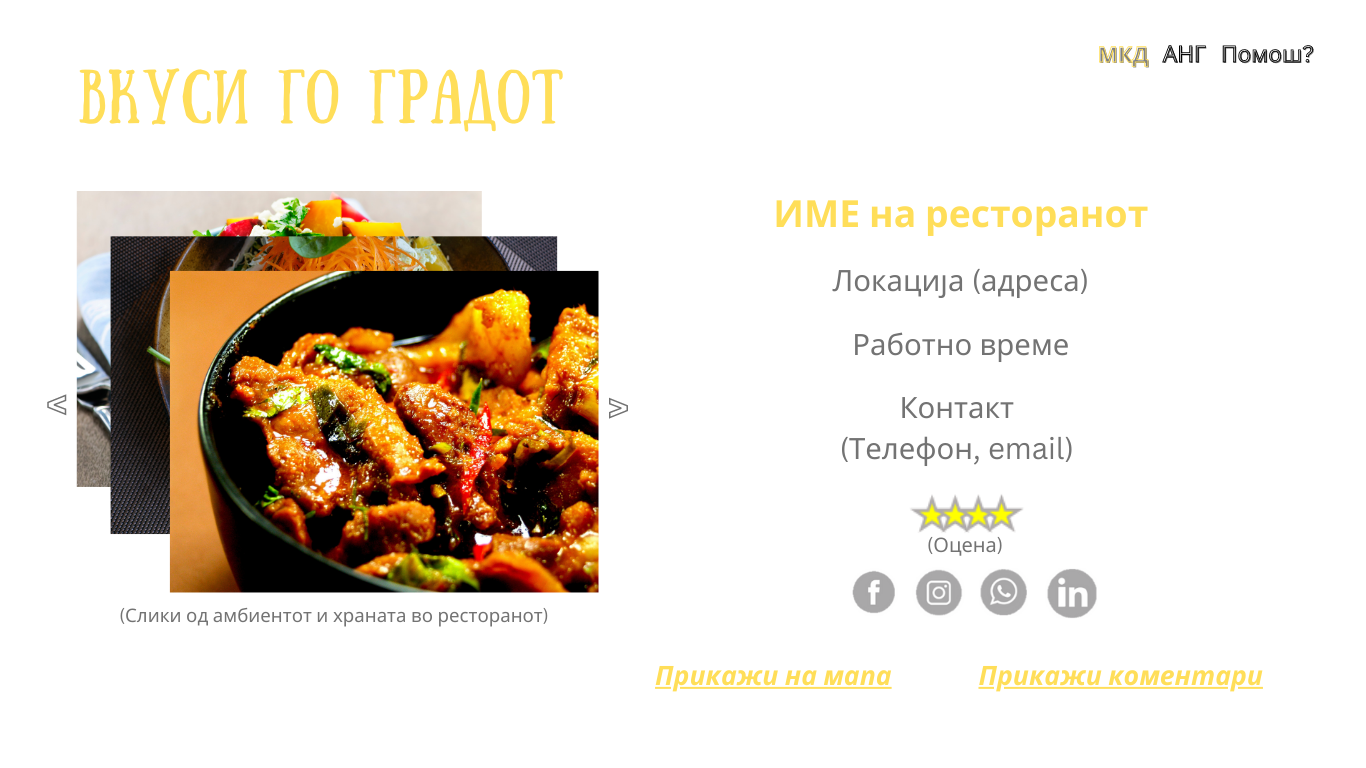 МКД АНГ Помош?
ВКУСИ ГО ГРАДОТ
ИМЕ на ресторанот
Локација (адреса)
Работно време
Контакт
(Телефон, email)
(Оцена)
(Слики од амбиентот и храната во ресторанот)
Прикажи на мапа
Прикажи коментари